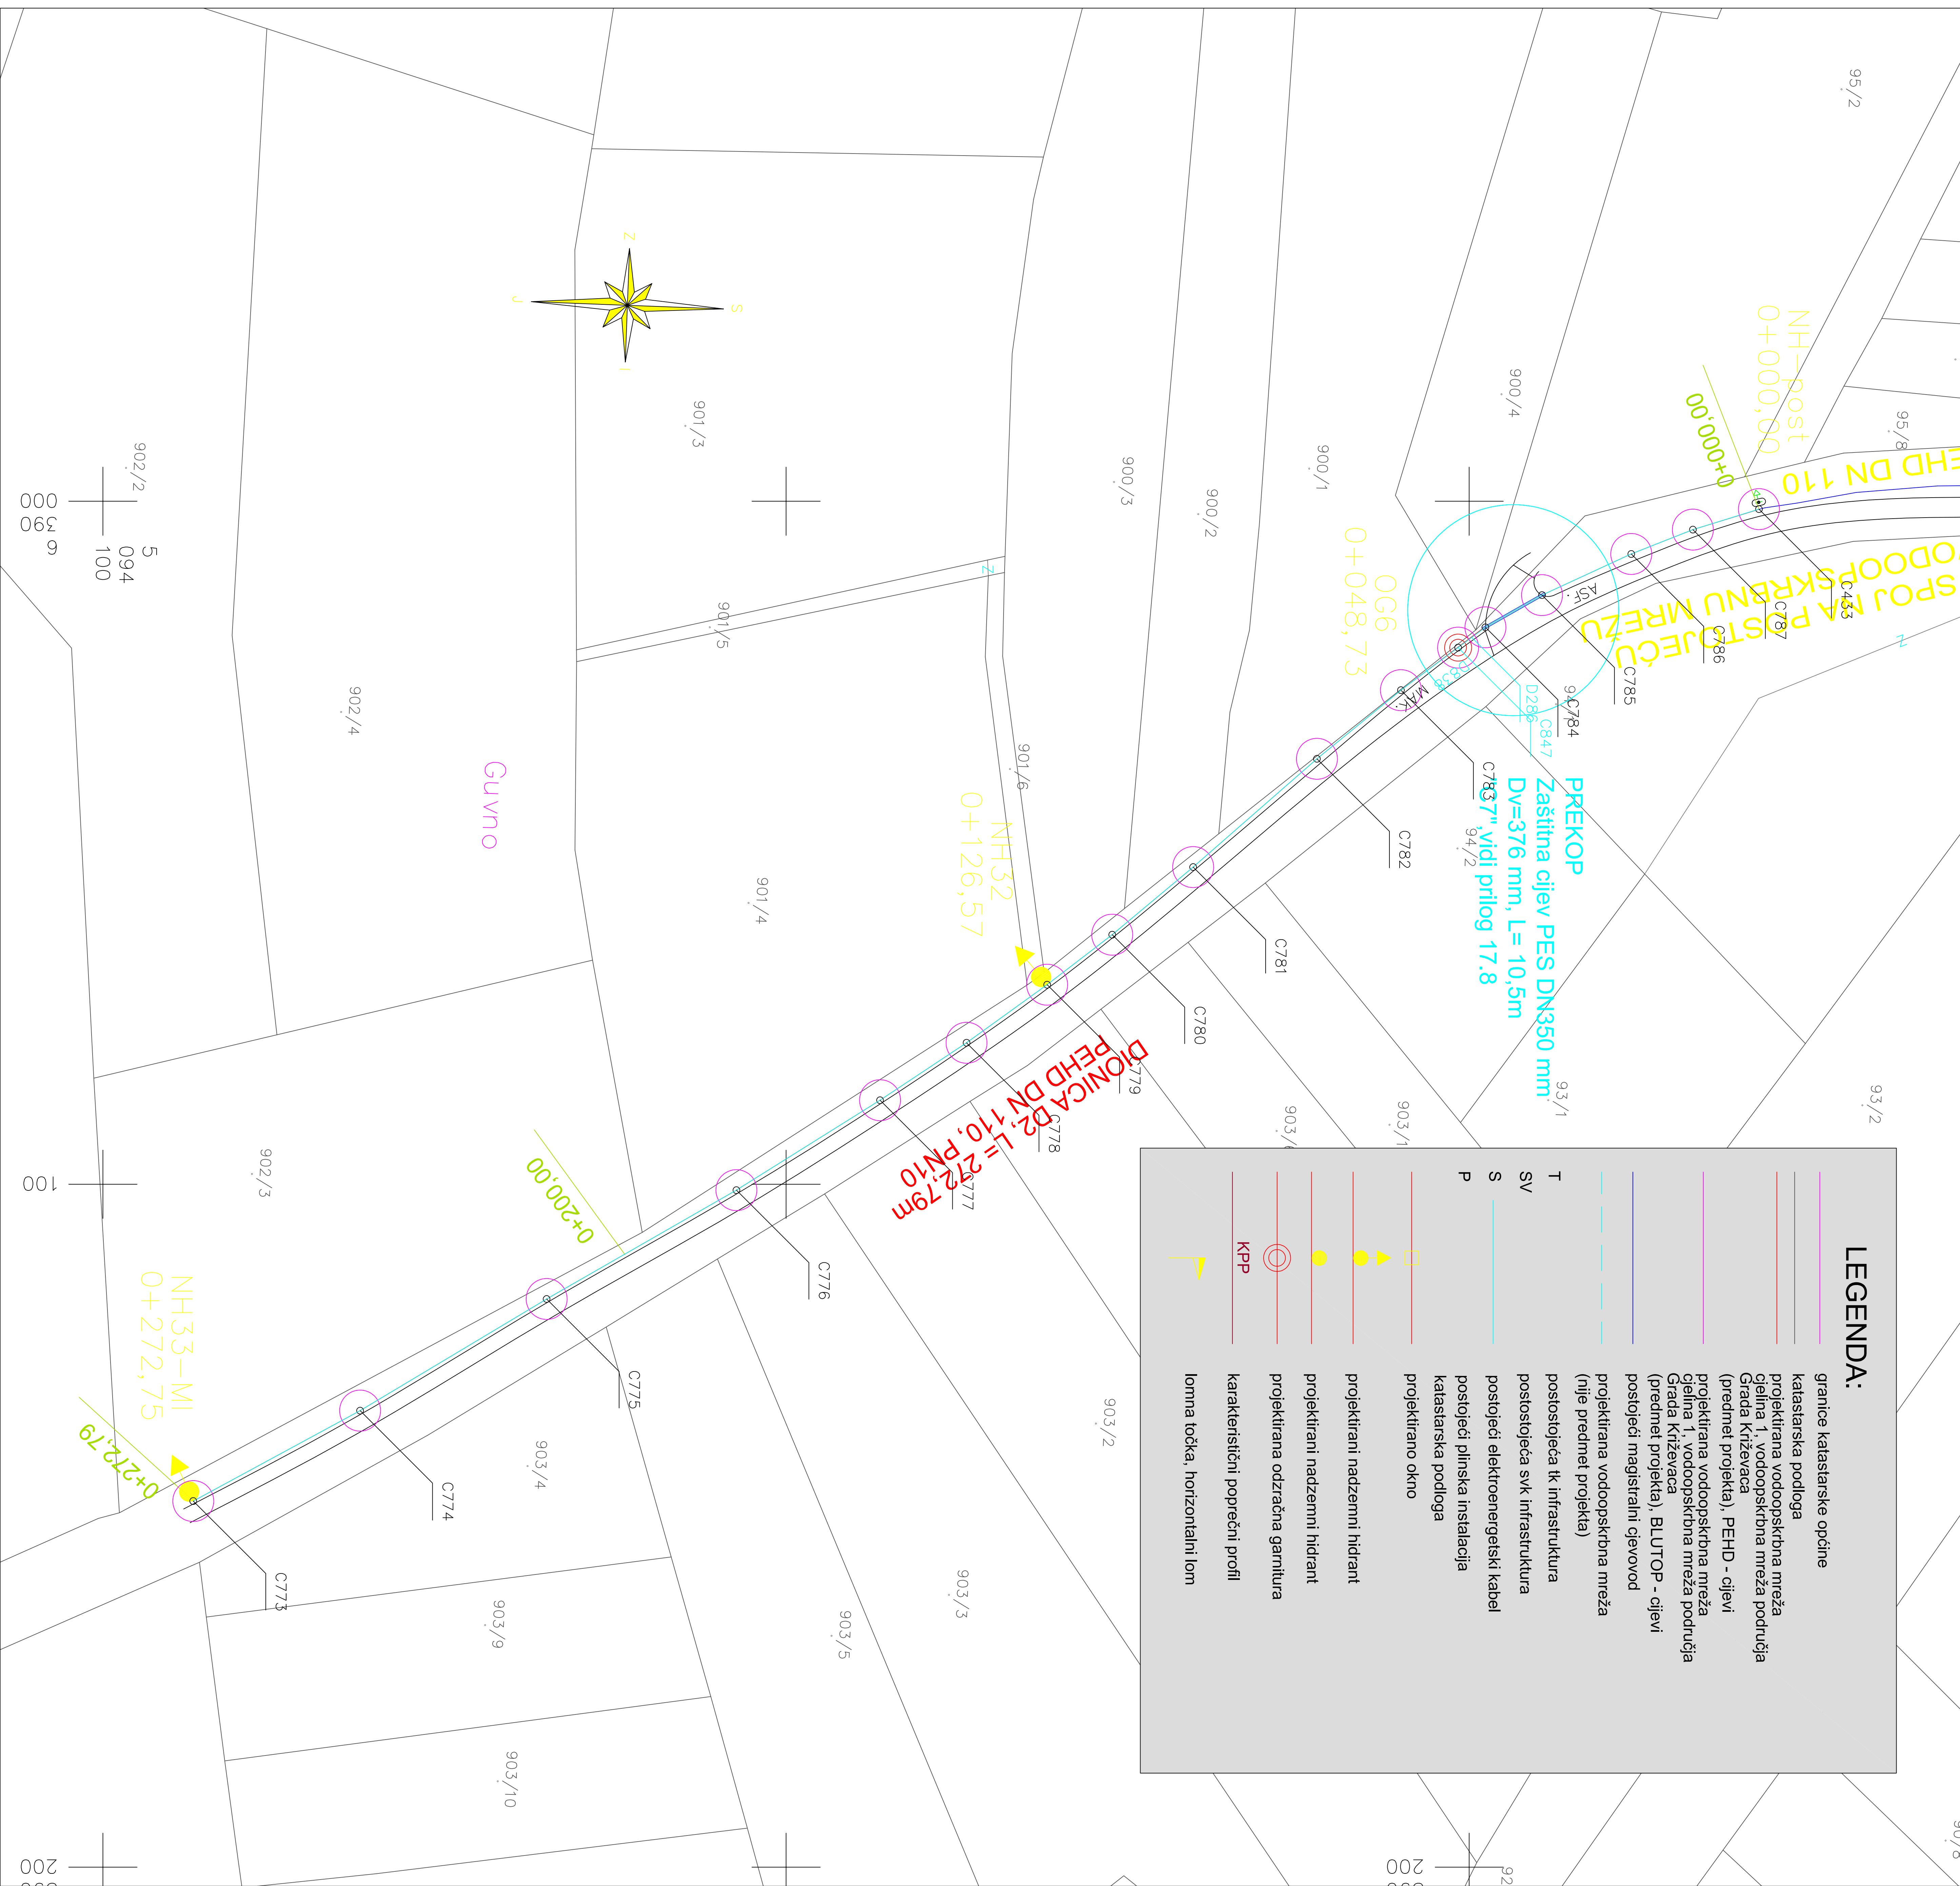 LEGENDA:
granice katastarske općine
katastarska podloga
projektirana vodoopskrbna mreža
cjelina 1, vodoopskrbna mreža područja
Grada Križevaca
(predmet projekta), PEHD - cijevi
projektirana vodoopskrbna mreža
cjelina 1, vodoopskrbna mreža područja
Grada Križevaca
(predmet projekta), BLUTOP - cijevi
postojeći magistralni cjevovod
projektirana vodoopskrbna mreža
(nije predmet projekta)
T
postostojeća tk infrastruktura
SV
postostojeća svk infrastruktura
S
postojeći elektroenergetski kabel
P
postojeći plinska instalacija
katastarska podloga
projektirano okno
projektirani nadzemni hidrant
projektirani nadzemni hidrant
projektirana odzračna garnitura
KPP
karakteristični poprečni profil
lomna točka, horizontalni lom
95/2
95/8
NH-post
0+000,00
0+000,00
EHD DN 110
SPOJ NA POSTOJEĆU
ODOOPSKRBNU MREŽU
C433
C787
C786
C785
C784
C847
D286
C783
C782
C781
C780
C779
C778
C777
C776
C775
C774
C773
ASF.
MAK.
OG6
0+048,73
PREKOP
Zaštitna cijev PES DN350 mm
Dv=376 mm, L= 10,5m
"C7", vidi prilog 17.8
DIONICA D2, L= 272,79m
PEHD DN 110, PN10
NH32
0+126,57
0+200,00
NH33-MI
0+272,75
0+272,79
Guvno
S
J
Z
I
Z
Z
900/4
900/1
900/2
900/3
901/3
901/5
901/6
901/4
902/2
902/4
902/3
94/2
93/1
93/2
903/1
903/2
903/4
903/3
903/5
903/9
903/10
5
094
100
6
390
000
100
200
200